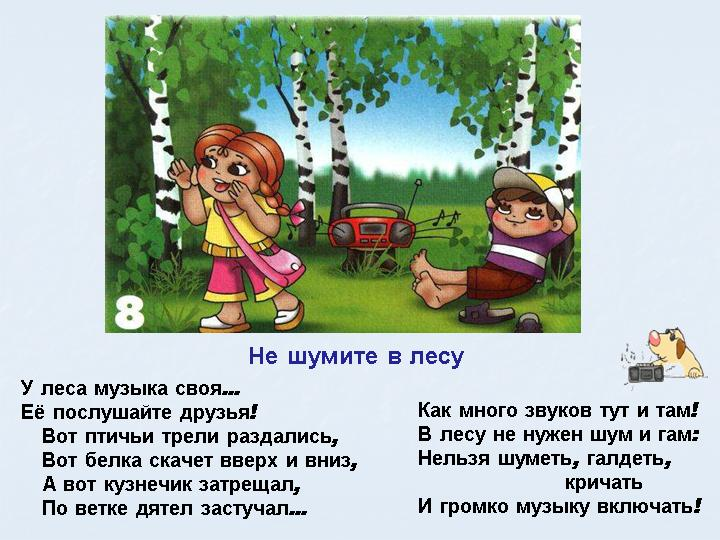 8
Не шумите в лесу
У леса музыка своя...
Её послушайте друзья!
Вот птичьи трели раздались,
Вот белка скачет вверх и вниз,
А вот кузнечик затрещал,
По ветке дятел застучал...
Как много звуков тут и там!
В лесу не нужен шум и гам:
Нельзя шуметь, галдеть,
кричать
И громко музыку включать!